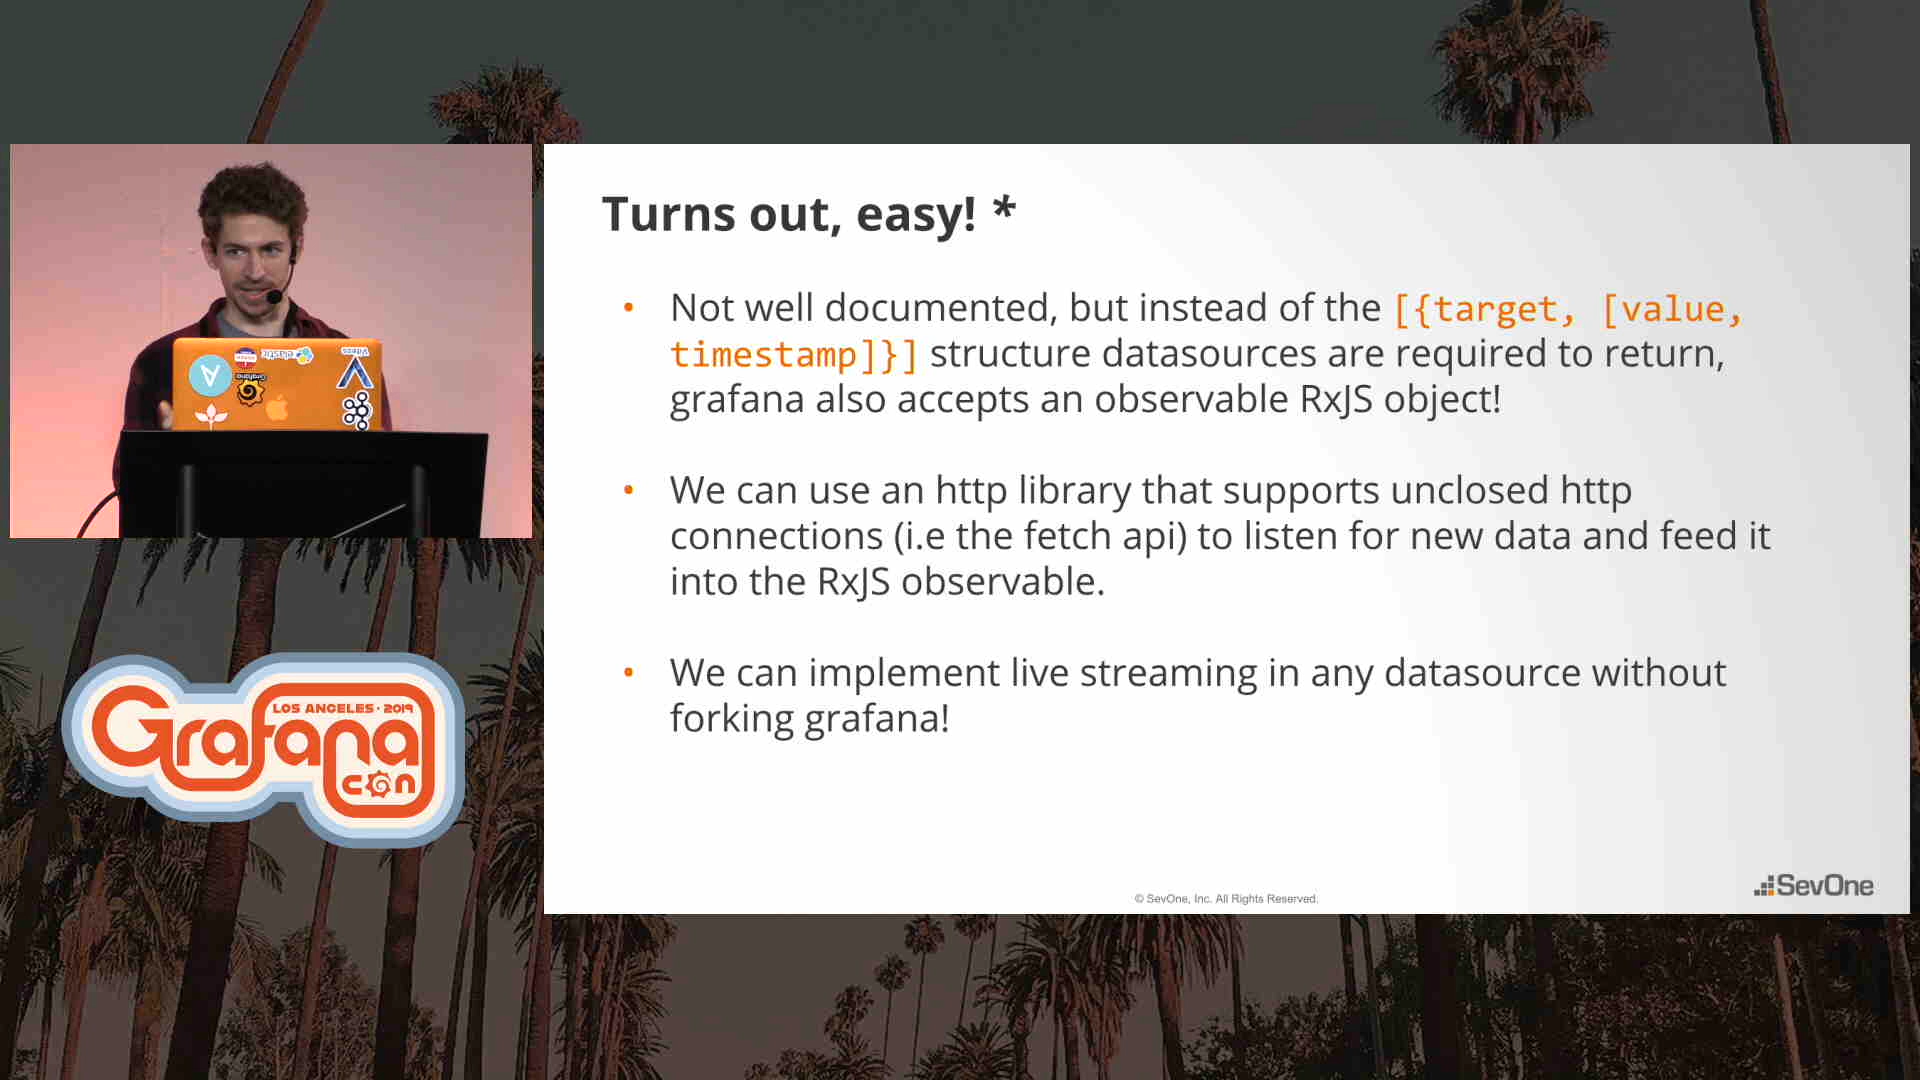 Turns out, easy! *
• Not well documented, but instead of the [{target, [value,
timestamp]}] structure datasources are required to return,
grafana also accepts an observable RxJS object!
• We can use an http library that supports unclosed http
connections (i.e the fetch api) to listen for new data and feed it
into the RxJS observable.
• We can implement live streaming in any datasource without
forking grafana!
© SevOne, Inc. All Rights Reserved.
SevOne
elastic
Grafana
LOS ANGELES · 2019
Grafana
con